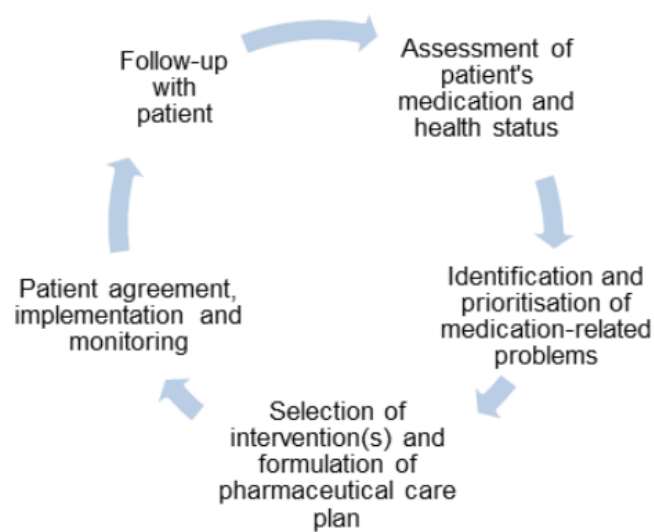 Follow-up
with
patient
Assessment of
patient's
medication and
health status
Identification and
prioritisation of
medication-related
problems
Selection of
intervention(s) and
formulation of
pharmaceutical care
plan
Patient agreement,
implementation and
monitoring